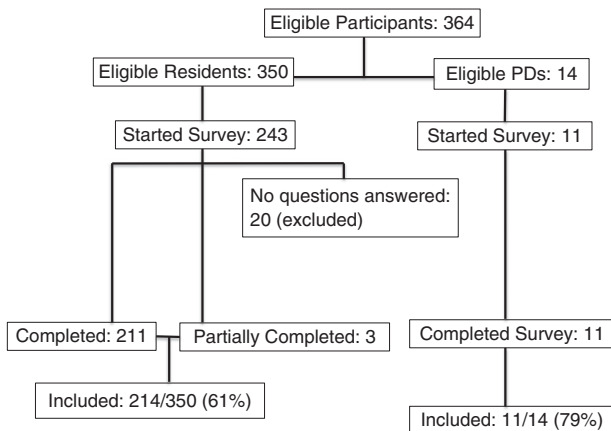 Eligible Participants: 364
Eligible Residents: 350
Eligible PDs: 14
Started Survey: 243
Started Survey: 11
No questions answered:
20 (excluded)
Completed: 211
Partially Completed: 3
Completed Survey: 11
Included: 214/350 (61%)
Included: 11/14 (79%)